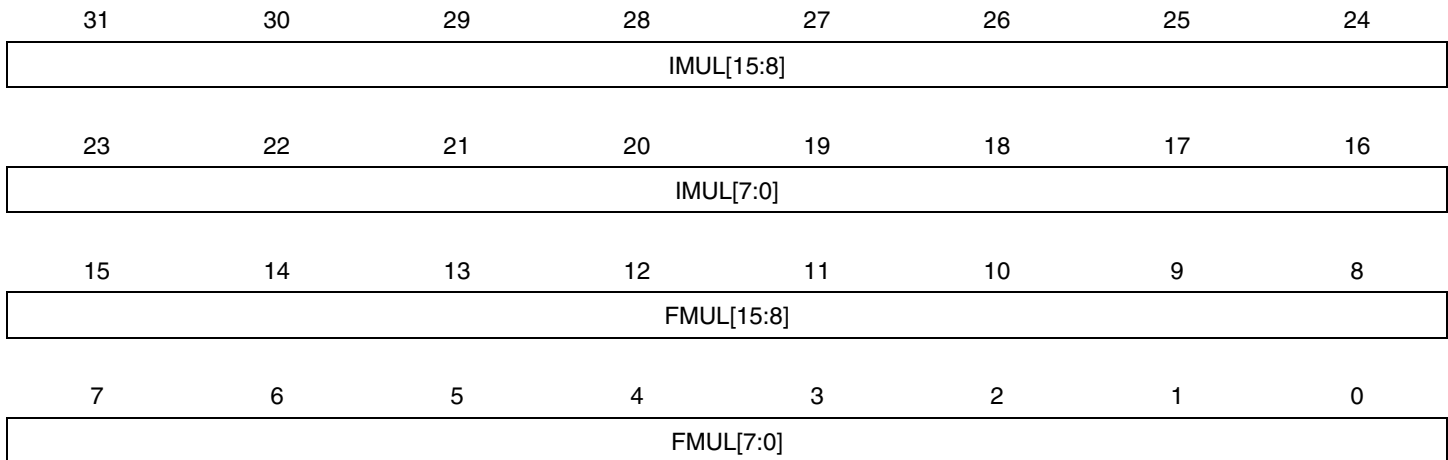 31 30 29 28 27 26 25 24
IMUL[15:8]
23 22 21 20 19 18 17 16
IMUL[7:0]
15 14 13 12 11 10 9 8
FMUL[15:8]
7 6 5 4 3 2 1 0
FMUL[7:0]